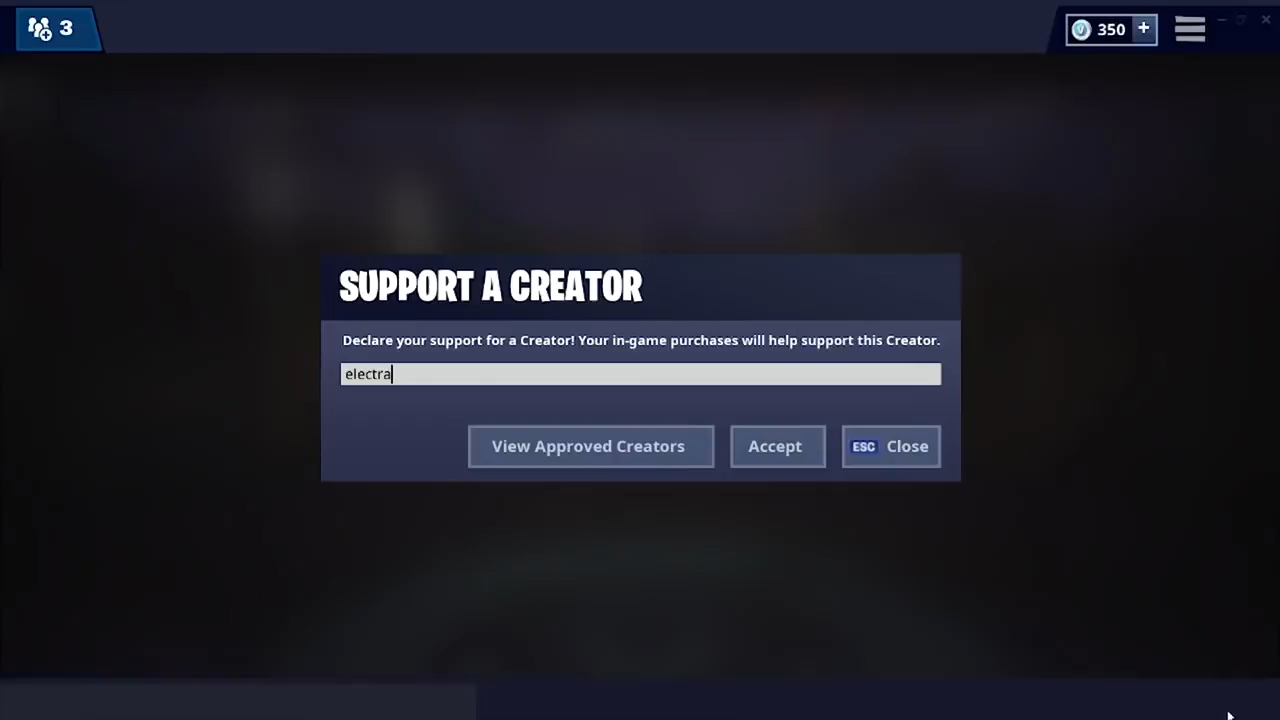 3
350 +
SUPPORT A CREATOR
Declare your support for a Creator! Your in-game purchases will help support this Creator.
electra
View Approved Creators
Accept
ESC Close